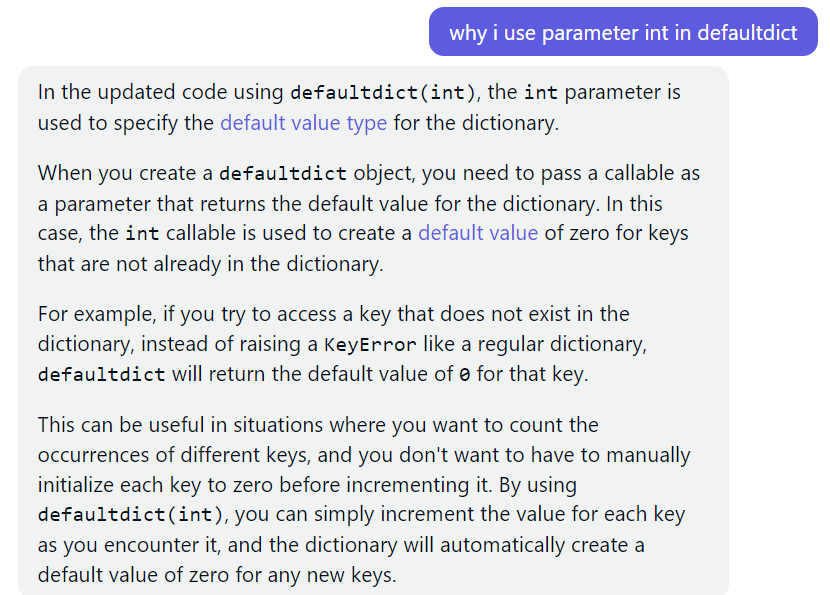 why i use parameter int in defaultdict
In the updated code using defaultdict(int), the int parameter is
used to specify the default value type for the dictionary.
When you create a defaultdict object, you need to pass a callable as
a parameter that returns the default value for the dictionary. In this
case, the int callable is used to create a default value of zero for keys
that are not already in the dictionary.
For example, if you try to access a key that does not exist in the
dictionary, instead of raising a KeyError like a regular dictionary,
defaultdict will return the default value of 0 for that key.
This can be useful in situations where you want to count the
occurrences of different keys, and you don't want to have to manually
initialize each key to zero before incrementing it. By using
defaultdict(int), you can simply increment the value for each key
as you encounter it, and the dictionary will automatically create a
default value of zero for any new keys.